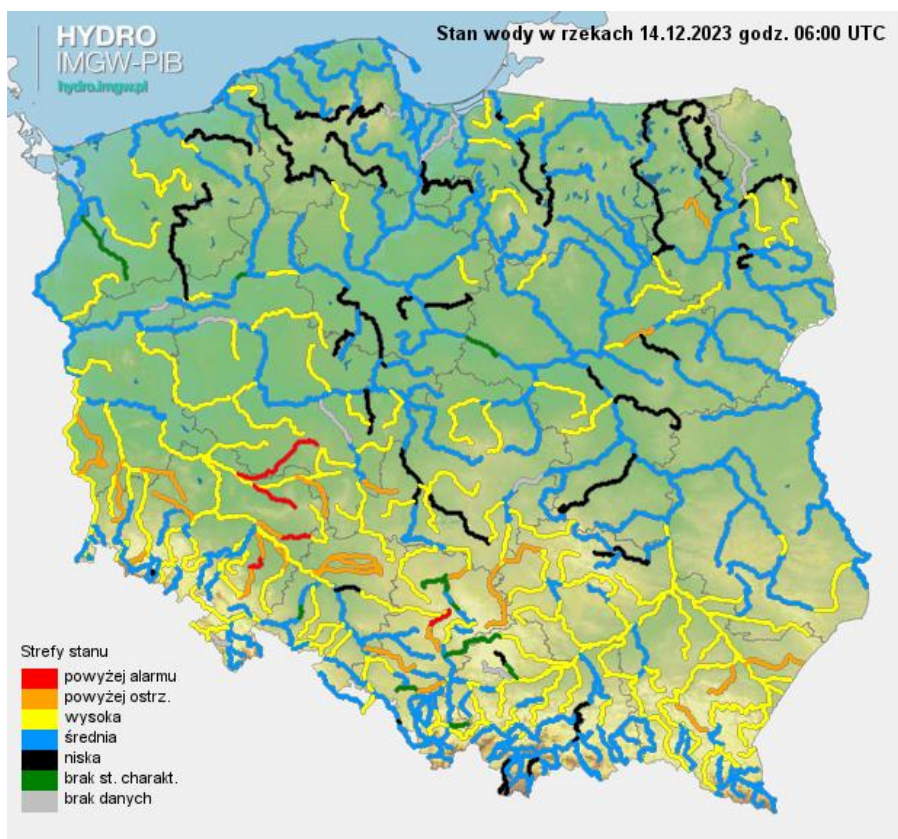 HYDRO
IMGW-PIB
hydro.imgw.pl
Stan wody w rzekach 14.12.2023 godz. 06:00 UTC
Strefy stanu
powyżej alarmu
powyżej ostrz.
wysoka
średnia
niska
brak st. charakt.
brak danych